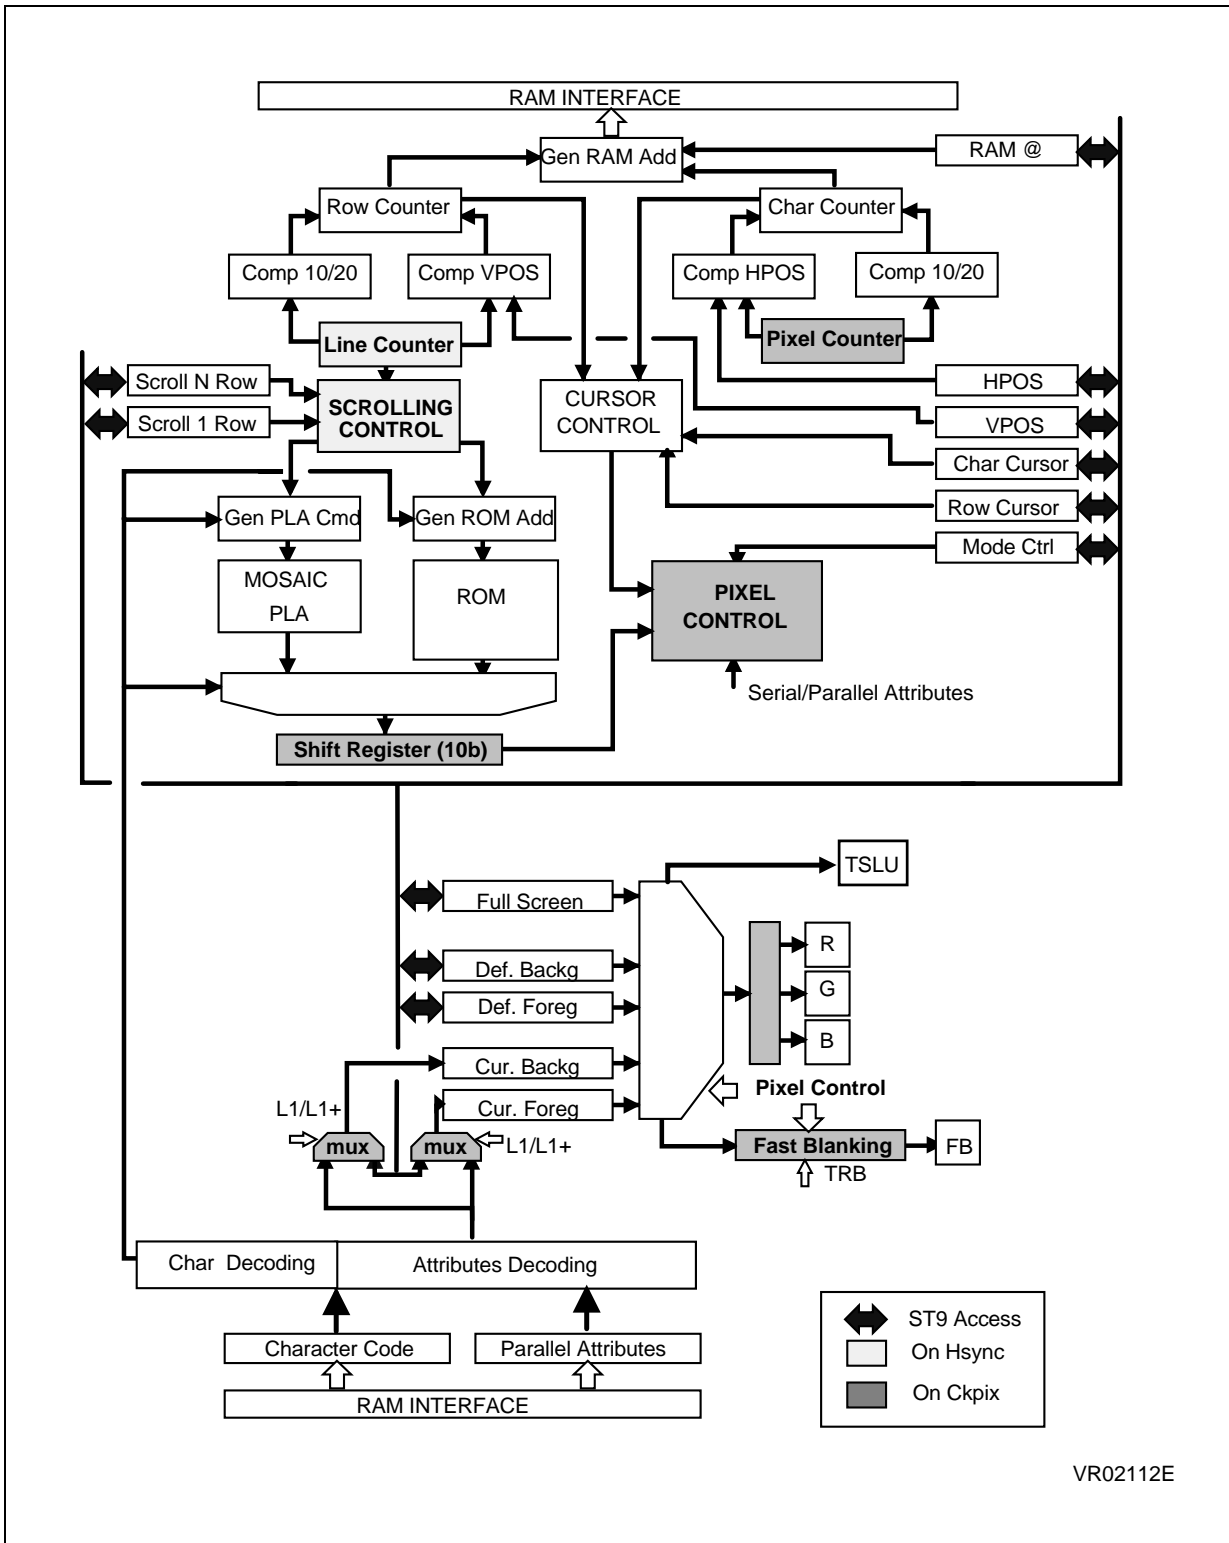 RAM INTERFACE
Gen RAM Add
RAM @
Row Counter
Char Counter
Comp 10/20
Comp VPOS
Comp HPOS
Comp 10/20
Line Counter
Pixel Counter
Scroll N Row
Scroll 1 Row
SCROLLING
CONTROL
CURSOR
CONTROL
HPOS
VPOS
Char Cursor
Row Cursor
Mode Ctrl
Gen PLA Cmd
Gen ROM Add
MOSAIC
PLA
ROM
PIXEL
CONTROL
Serial/Parallel Attributes
Shift Register (10b)
TSLU
Full Screen
Def. Backg
Def. Foreg
Cur. Backg
Cur. Foreg
R
G
B
Pixel Control
L1/L1+
mux
mux
L1/L1+
Fast Blanking
FB
TRB
Char Decoding
Attributes Decoding
Character Code
Parallel Attributes
RAM INTERFACE
ST9 Access
On Hsync
On Ckpix
VR02112E